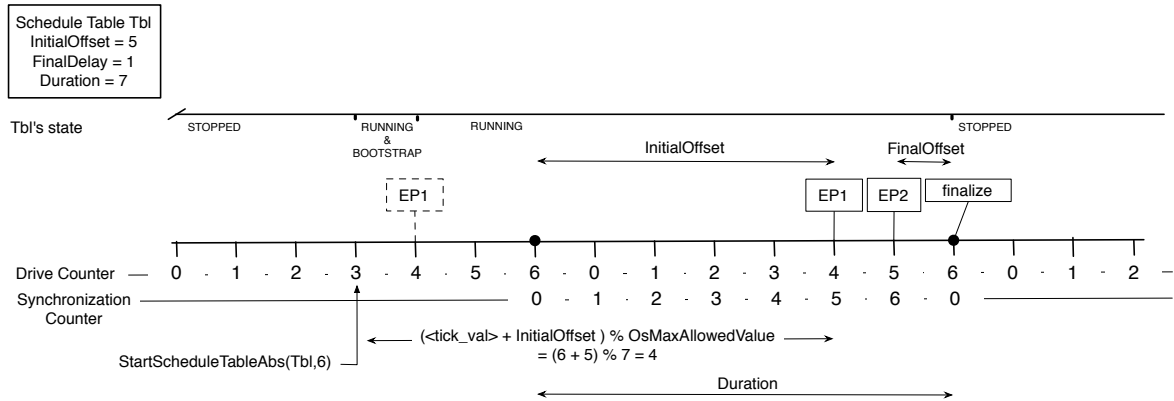 Schedule Table Tbl
InitialOffset = 5
FinalDelay = 1
Duration = 7
Tbl's state
STOPPED
RUNNING
&
BOOTSTRAP
RUNNING
STOPPED
InitialOffset
FinalOffset
EP1
EP1
EP2
finalize
Drive Counter — 0 - 1 - 2 - 3 - 4 - 5 - 6 - 0 - 1 - 2 - 3 - 4 - 5 - 6 - 0 - 1 - 2 —
Synchronization
Counter
0 - 1 - 2 - 3 - 4 - 5 - 6 - 0
(<tick_val> + InitialOffset ) % OsMaxAllowedValue
= (6 + 5) % 7 = 4
StartScheduleTableAbs(Tbl,6)
Duration